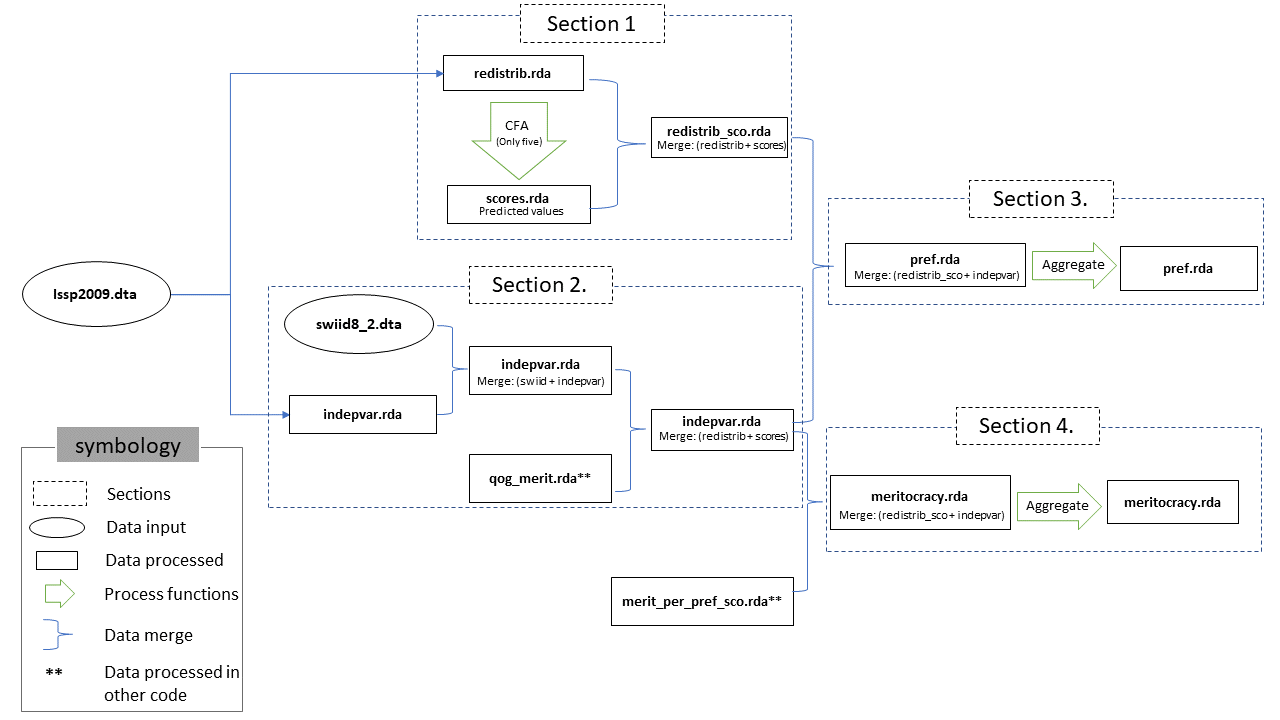 Section 1
redistrib.rda
CFA
(Only five)
scores.rda
Predicted values
redistrib_sco.rda
Merge: (redistrib + scores)
Issp2009.dta
Section 2.
swiid8_2.dta
indepvar.rda
indepvar.rda
Merge: (swiid + indepvar)
qog_merit.rda**
indepvar.rda
Merge: (redistrib + scores)
Section 3.
pref.rda
Merge: (redistrib_sco + indepvar)
Aggregate
pref.rda
Section 4.
meritocracy.rda
Merge: (redistrib_sco + indepvar)
Aggregate
meritocracy.rda
merit_per_pref_sco.rda**
symbology
Sections
Data input
Data processed
Process functions
Data merge
** Data processed in
other code